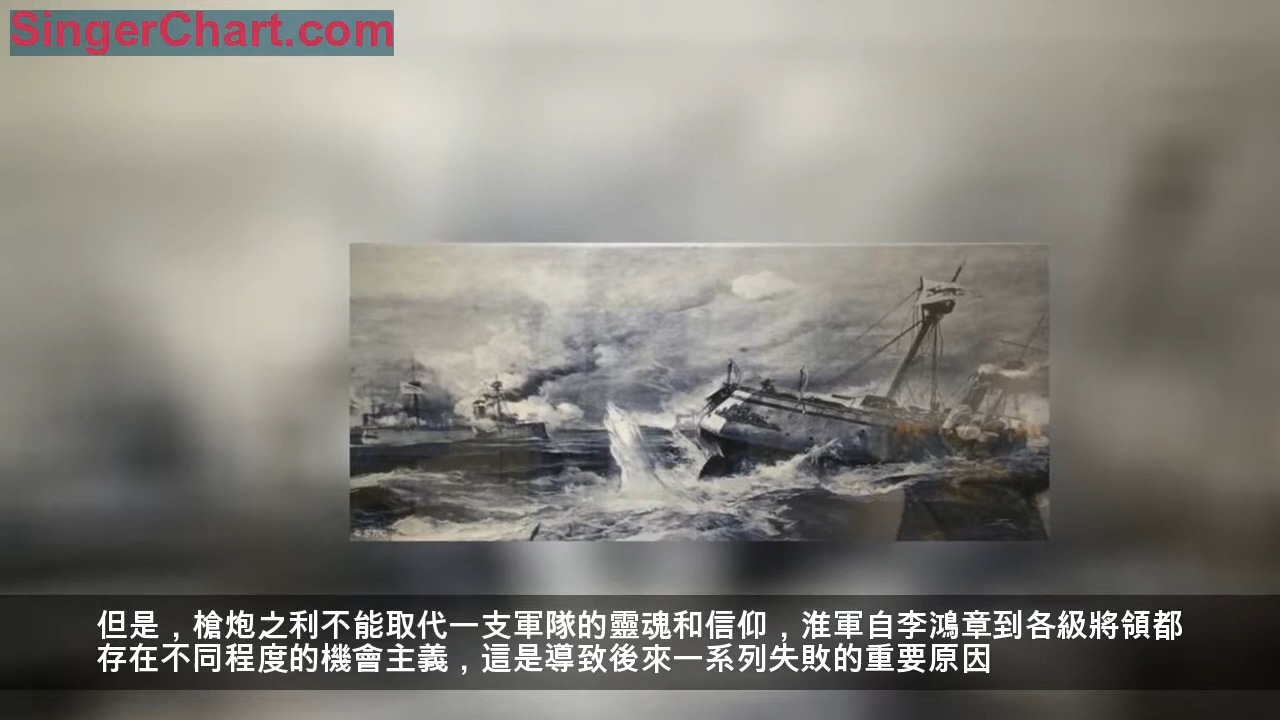 SingerChart.com
但是，槍炮之利不能取代一支軍隊的靈魂和信仰，淮軍自李鴻章到各級將領都
存在不同程度的機會主義，這是導致後來一系列失敗的重要原因